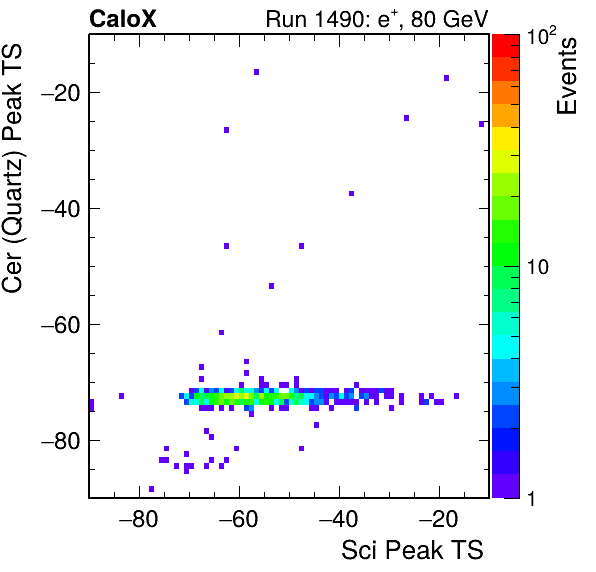 CaloX Run 1490: e⁺, 80 GeV
Cer (Quartz) Peak TS
−20
−40
−60
−80
−80 −60 −40 −20
Sci Peak TS
10²
10
1
Events